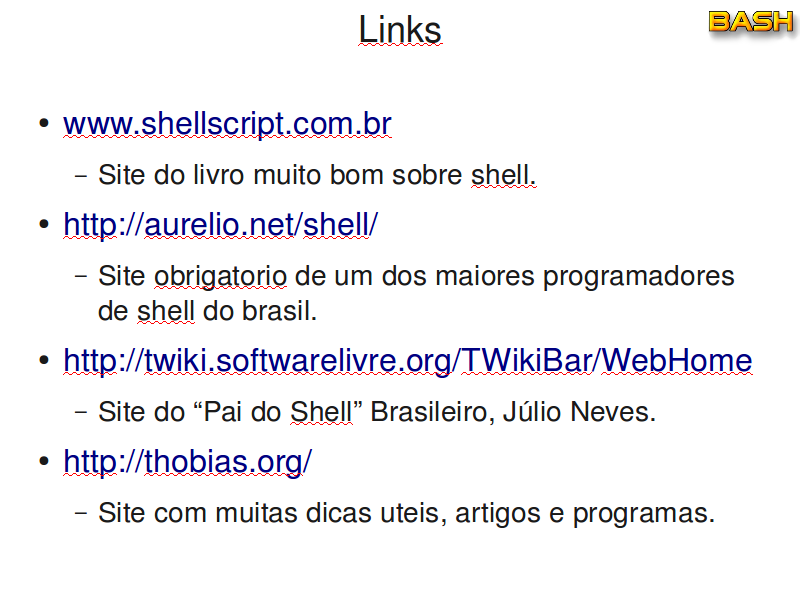 Links
BASH
• www.shellscript.com.br
– Site do livro muito bom sobre shell.
• http://aurelio.net/shell/
– Site obrigatorio de um dos maiores programadores
de shell do brasil.
• http://twiki.softwarelivre.org/TWikiBar/WebHome
– Site do “Pai do Shell” Brasileiro, Júlio Neves.
• http://thobias.org/
– Site com muitas dicas uteis, artigos e programas.